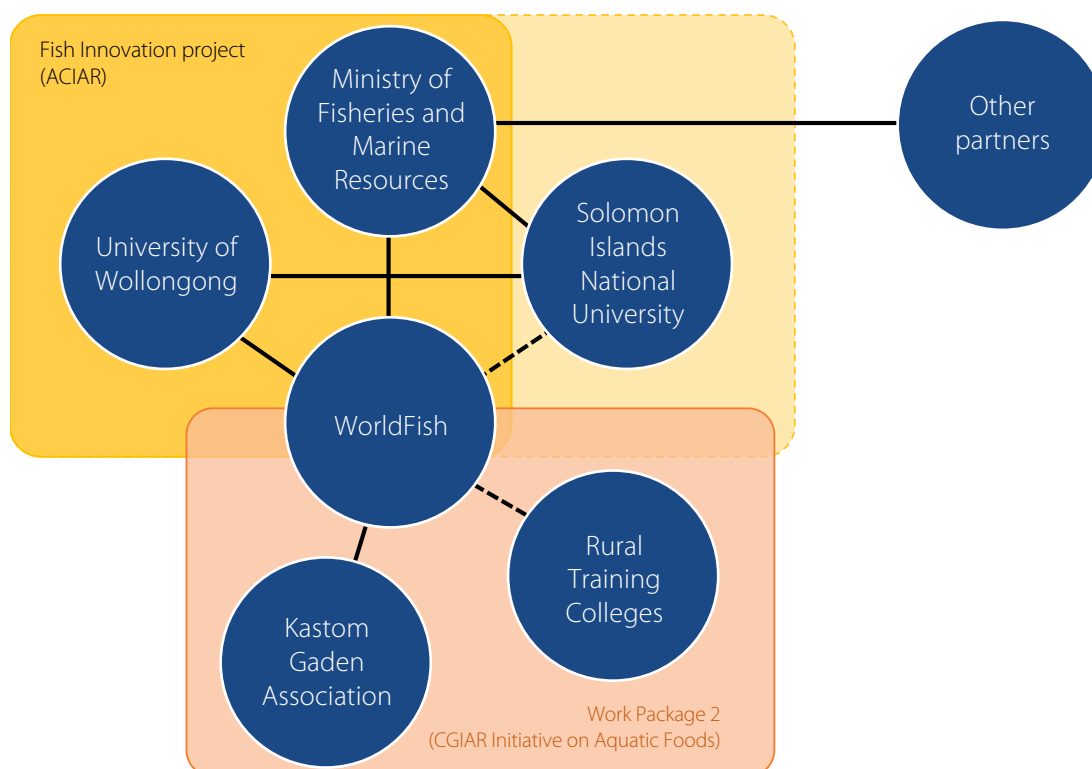 Fish Innovation project
(ACIAR)
Ministry of
Fisheries and
Marine
Resources
Other
partners
University of
Wollongong
Solomon
Islands
National
University
WorldFish
Rural
Training
Colleges
Kastom
Gaden
Association
Work Package 2
(CGIAR Initiative on Aquatic Foods)